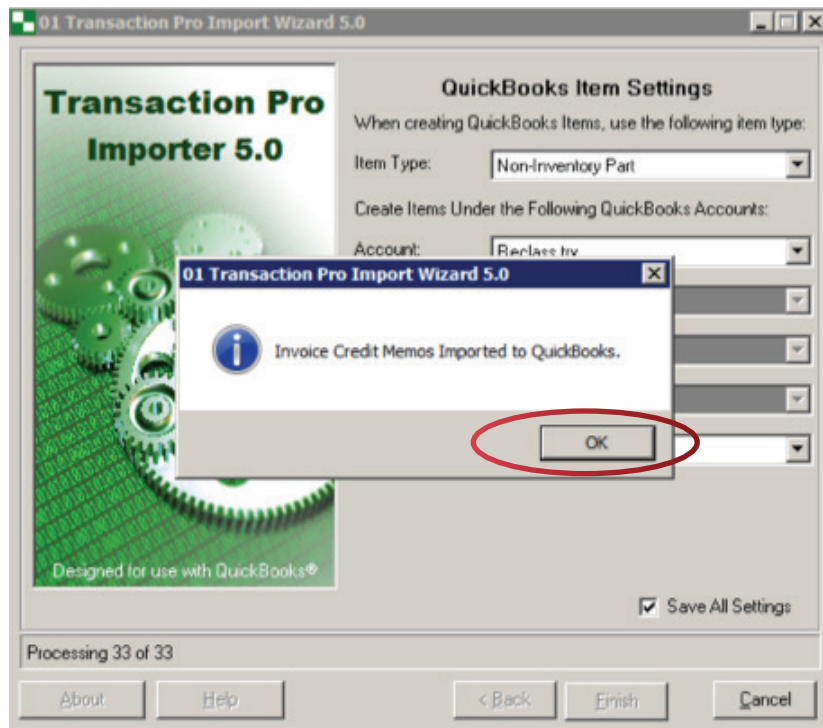 01 Transaction Pro Import Wizard 5.0
Transaction Pro
Importer 5.0
Designed for use with QuickBooks®
QuickBooks Item Settings
When creating QuickBooks Items, use the following item type:
Item Type:
Non-Inventory Part
Create Items Under the Following QuickBooks Accounts:
Account:
Reclass try
01 Transaction Pro Import Wizard 5.0
Invoice Credit Memos Imported to QuickBooks.
OK
Save All Settings
Processing 33 of 33
About
Help
< Back
Finish
Cancel